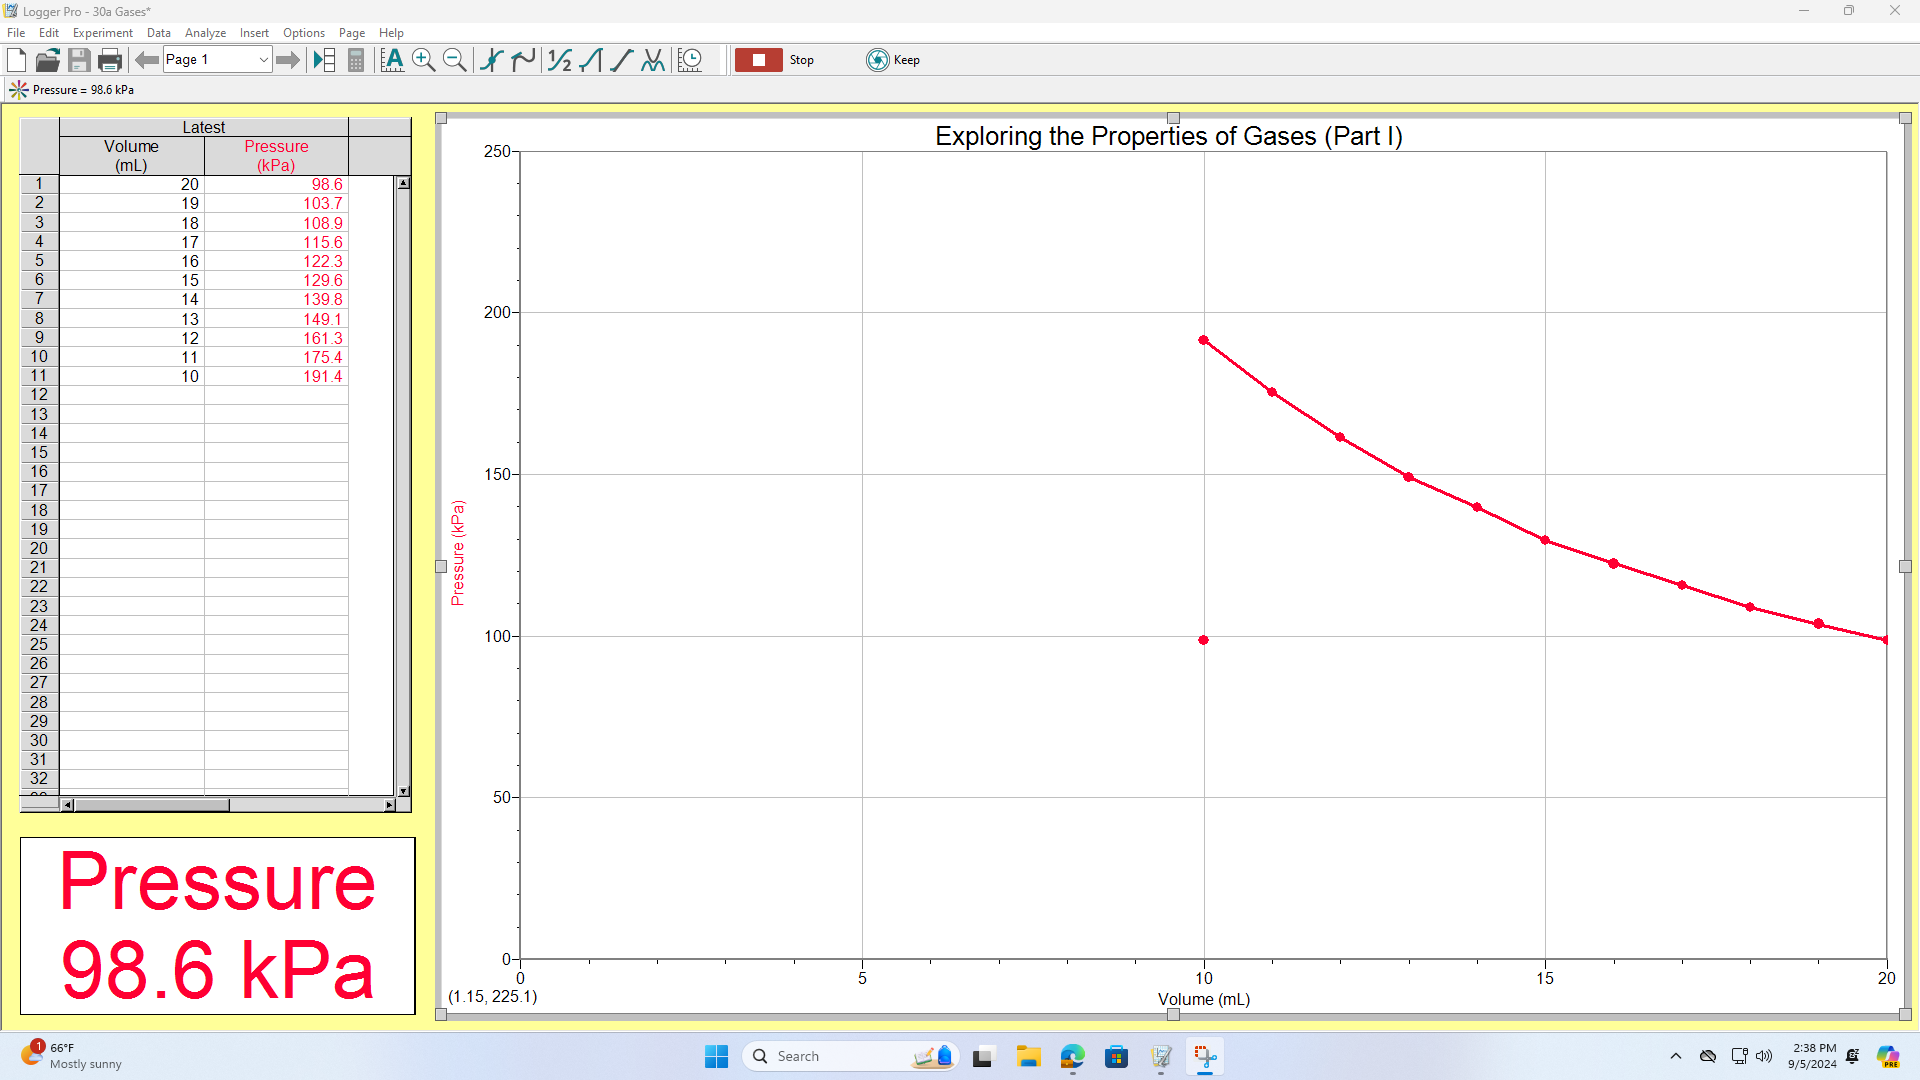 Logger Pro - 30a Gases*
File Edit Experiment Data Analyze Insert Options Page Help
Page 1
Stop
Keep
Pressure = 98.6 kPa
Latest
Volume Pressure
(mL) (kPa)
1 20 98.6
2 19 103.7
3 18 108.9
4 17 115.6
5 16 122.3
6 15 129.6
7 14 139.8
8 13 149.1
9 12 161.3
10 11 175.4
11 10 191.4
12
13
14
15
16
17
18
19
20
21
22
23
24
25
26
27
28
29
30
31
32
Pressure
98.6 kPa
Exploring the Properties of Gases (Part I)
250
200
150
100
50
0
Pressure (kPa)
0 5 10 15 20
(1.15, 225.1)
Volume (mL)
1
66°F
Mostly sunny
Search
2:38 PM
9/5/2024
PRE